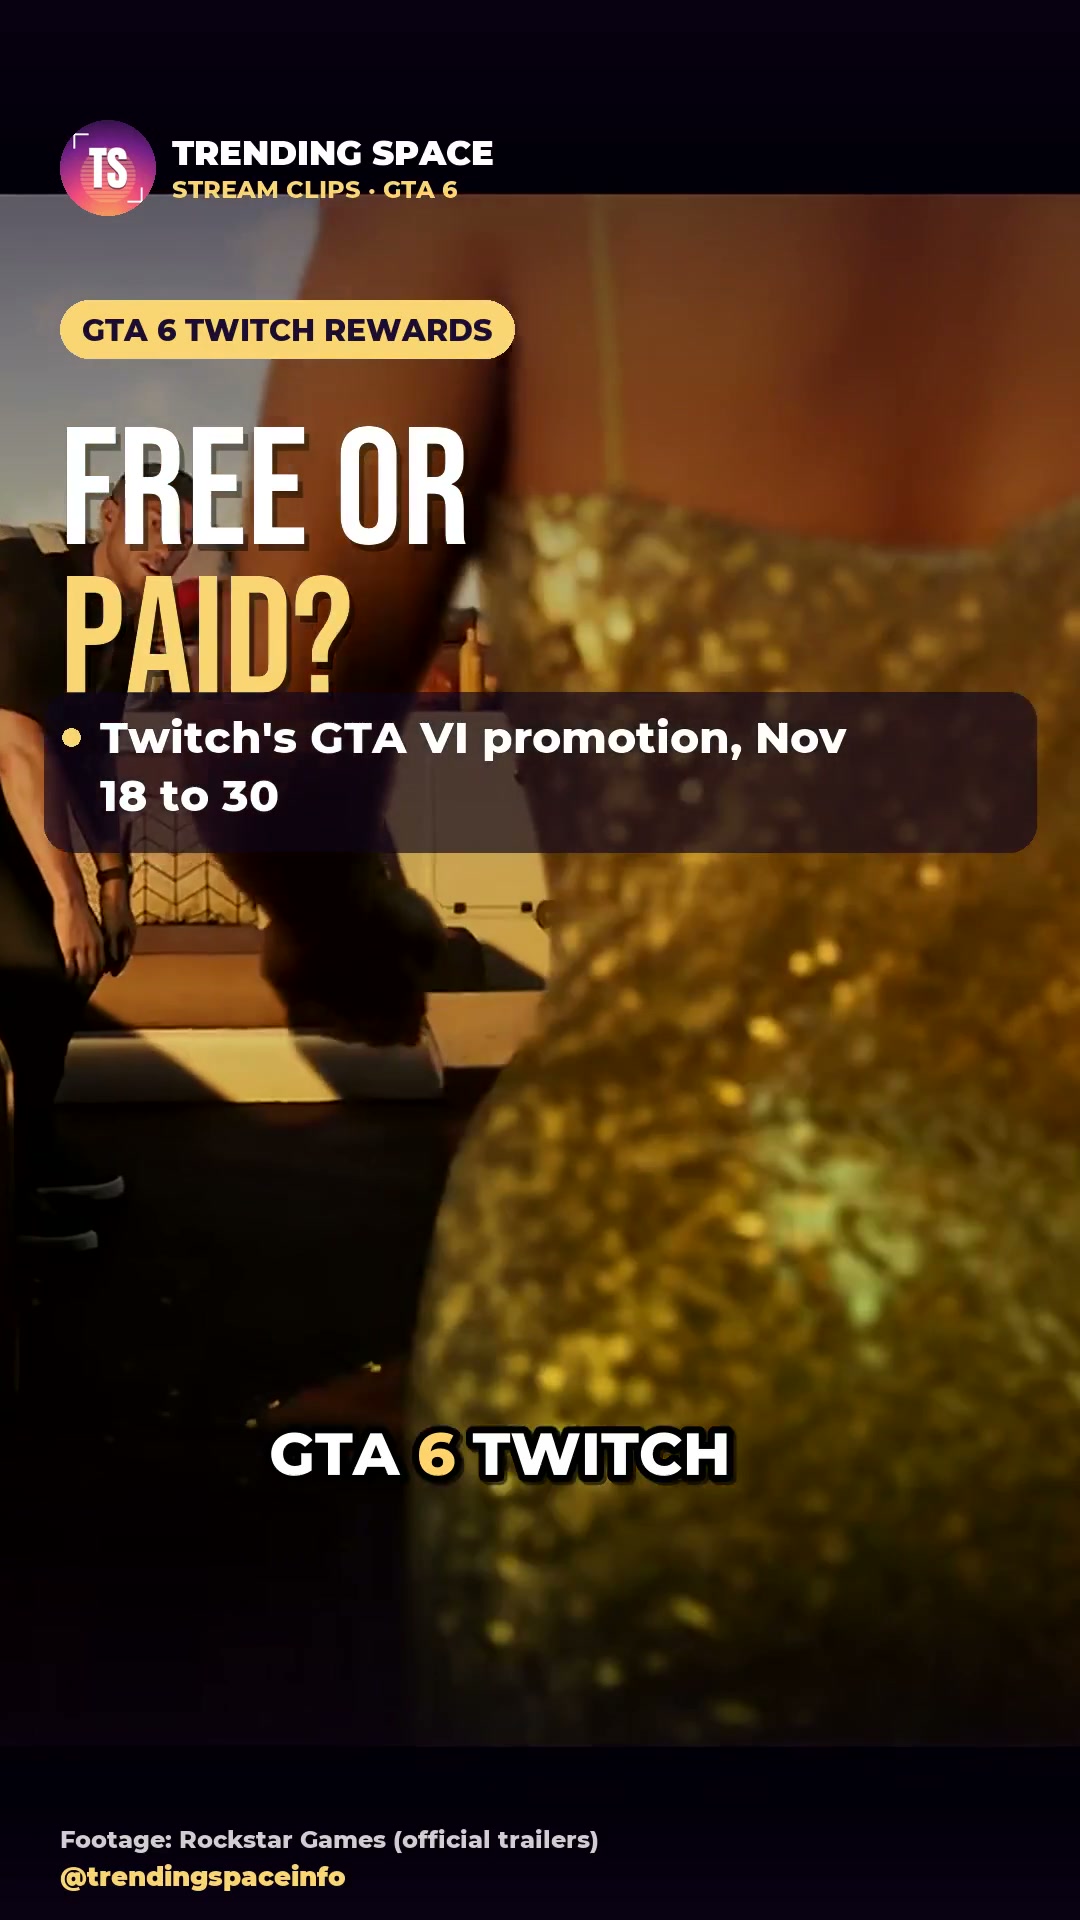 TS
TRENDING SPACE
STREAM CLIPS · GTA 6
GTA 6 TWITCH REWARDS
FREE OR
PAID?
Twitch's GTA VI promotion, Nov
18 to 30
GTA 6 TWITCH
Footage: Rockstar Games (official trailers)
@trendingspaceinfo